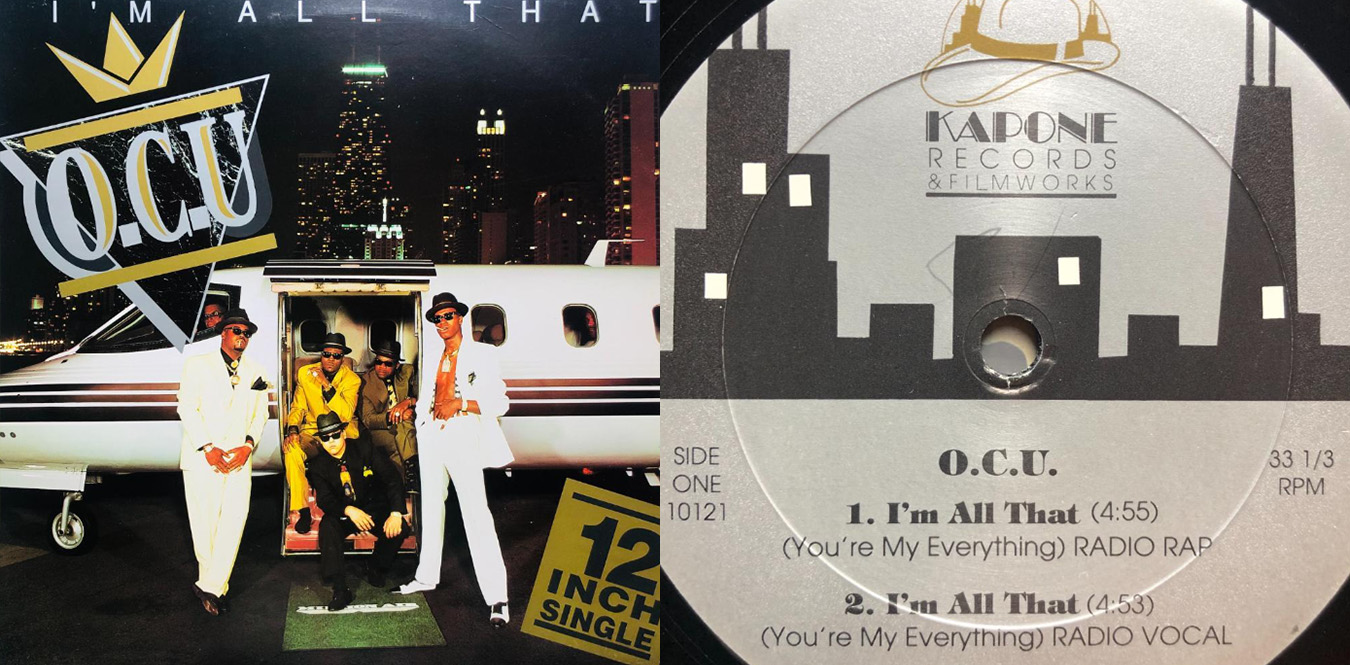 I'M ALL THAT
O.C.U
12
INCH
SINGLE
KAPONE
RECORDS
& FILMWORKS
SIDE
ONE
10121
33 1/3
RPM
O.C.U.
1. I'm All That (4:55)
(You're My Everything) RADIO RAP
2. I'm All That (4:53)
(You're My Everything) RADIO VOCAL